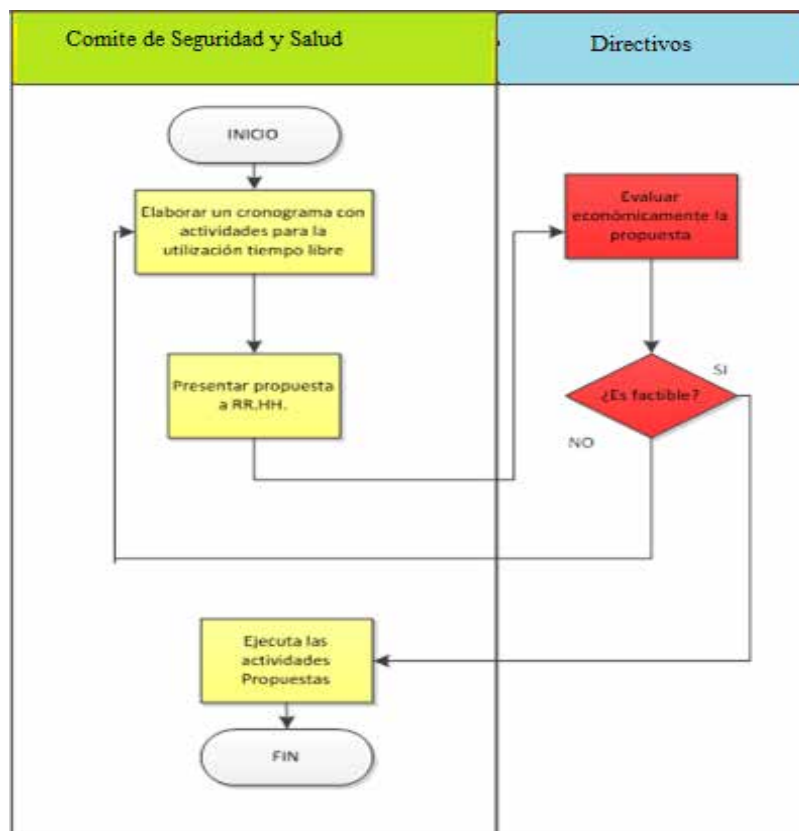 Comite de Seguridad y Salud
Directivos
INICIO
Elaborar un cronograma con
actividades para la
utilización tiempo libre
Presentar propuesta
a RR.HH.
Evaluar
económicamente la
propuesta
¿Es factible?
SI
NO
Ejecuta las
actividades
Propuestas
FIN